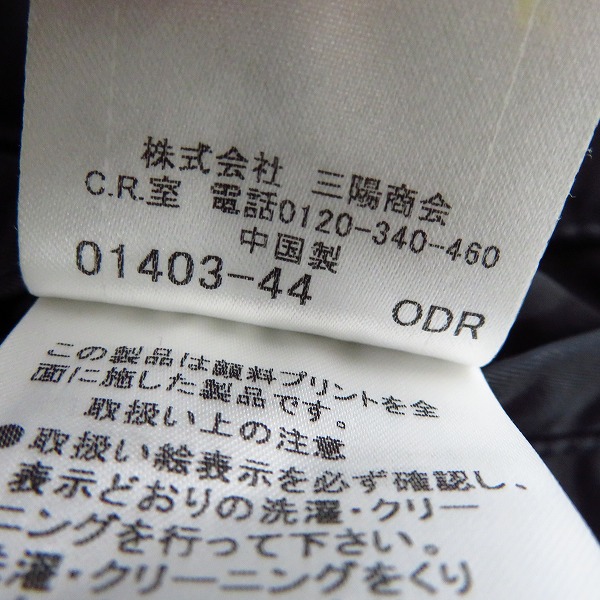 株式会社 三陽商会
C.R.室 電話0120-340-460
中国製
01403-44 ODR
この製品は顔料プリントを全
面に施した製品です。
取扱い上の注意
●取扱い絵表示を必ず確認し、
表示どおりの洗濯・クリー
ニングを行って下さい。
洗濯・クリーニングをくり